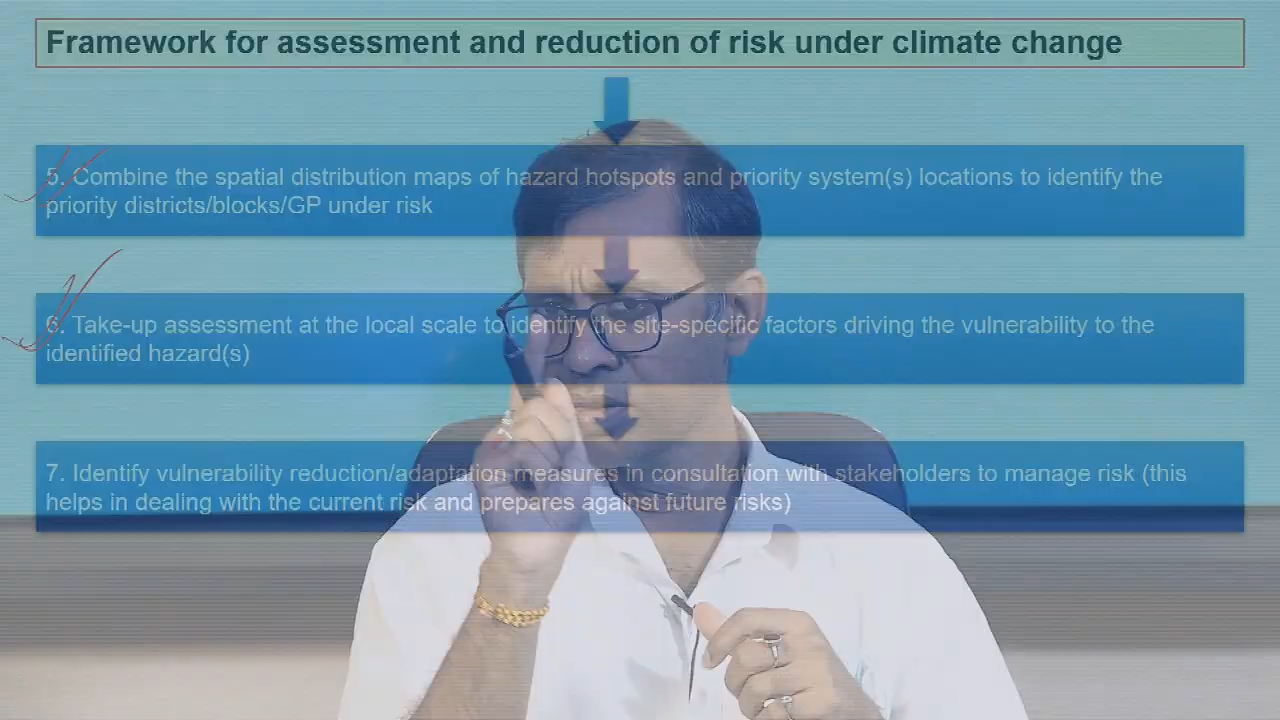 Framework for assessment and reduction of risk under climate change
5. Combine the spatial distribution maps of hazard hotspots and priority system(s) locations to identify the
priority districts/blocks/GP under risk
6. Take-up assessment at the local scale to identify the site-specific factors driving the vulnerability to the
identified hazard(s)
7. Identify vulnerability reduction/adaptation measures in consultation with stakeholders to manage risk (this
helps in dealing with the current risk and prepares against future risks)